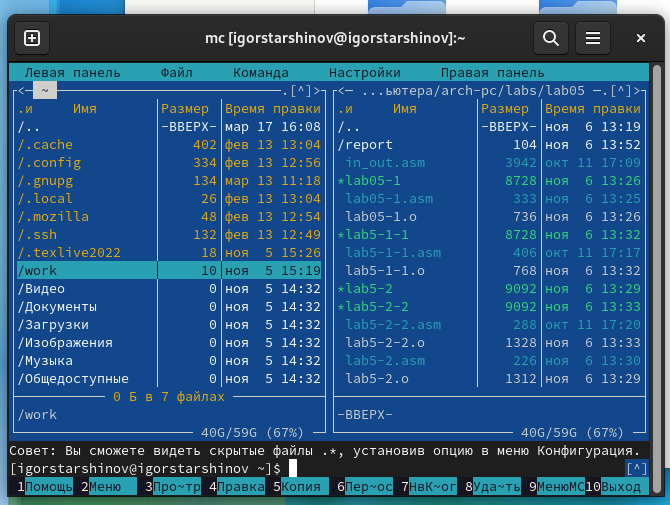 mc [igorstarshinov@igorstarshinov]:~
Левая панель Файл Команда Настройки Правая панель
<─ ~ .[^]> <─ ...ьютера/arch-pc/labs/lab05 ─.[^]>
.и Имя Размер Время правки .и Имя Размер Время правки
/.. -ВВЕРХ- мар 17 16:08 /.. -ВВЕРХ- ноя 6 13:19
/.cache 402 фев 13 13:04 /report 104 ноя 6 13:52
/.config 334 фев 13 12:56 in_out.asm 3942 окт 11 17:09
/.gnupg 134 мар 13 11:18 *lab05-1 8728 ноя 6 13:26
/.local 26 фев 13 13:04 lab05-1.asm 333 ноя 6 13:25
/.mozilla 48 фев 13 12:54 lab05-1.o 736 ноя 6 13:26
/.ssh 132 фев 13 12:49 *lab5-1-1 8728 ноя 6 13:32
/.texlive2022 18 ноя 5 15:26 lab5-1-1.asm 406 окт 11 17:17
/work 10 ноя 5 15:19 lab5-1-1.o 768 ноя 6 13:32
/Видео 0 ноя 5 14:32 *lab5-2 9092 ноя 6 13:29
/Документы 0 ноя 5 14:32 *lab5-2-2 9092 ноя 6 13:33
/Загрузки 0 ноя 5 14:32 lab5-2-2.asm 288 окт 11 17:20
/Изображения 0 ноя 5 14:32 lab5-2-2.o 1328 ноя 6 13:33
/Музыка 0 ноя 5 14:32 lab5-2.asm 226 ноя 6 13:30
/Общедоступные 0 ноя 5 14:32 lab5-2.o 1312 ноя 6 13:29
0 Б в 7 файлах
/work -ВВЕРХ-
40G/59G (67%) 40G/59G (67%)
Совет: Вы сможете видеть скрытые файлы .*, установив опцию в меню Конфигурация.
[igorstarshinov@igorstarshinov ~]$ [^]
1Помощь 2Меню 3Про~тр 4Правка 5Копия 6Пер~ос 7НвК~ог 8Уда~ть 9МенюMC 10Выход